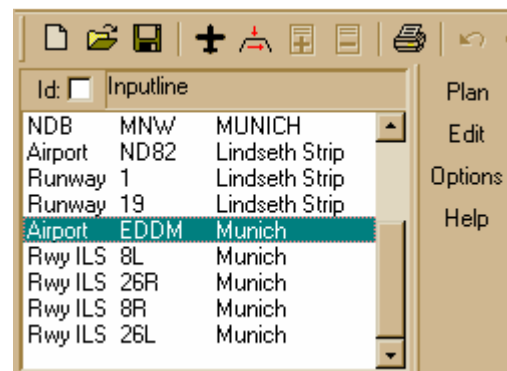 Id: Inputline
NDB MNW MUNICH
Airport ND82 Lindseth Strip
Runway 1 Lindseth Strip
Runway 19 Lindseth Strip
Airport EDDM Munich
Rwy ILS 8L Munich
Rwy ILS 26R Munich
Rwy ILS 8R Munich
Rwy ILS 26L Munich
Plan
Edit
Options
Help